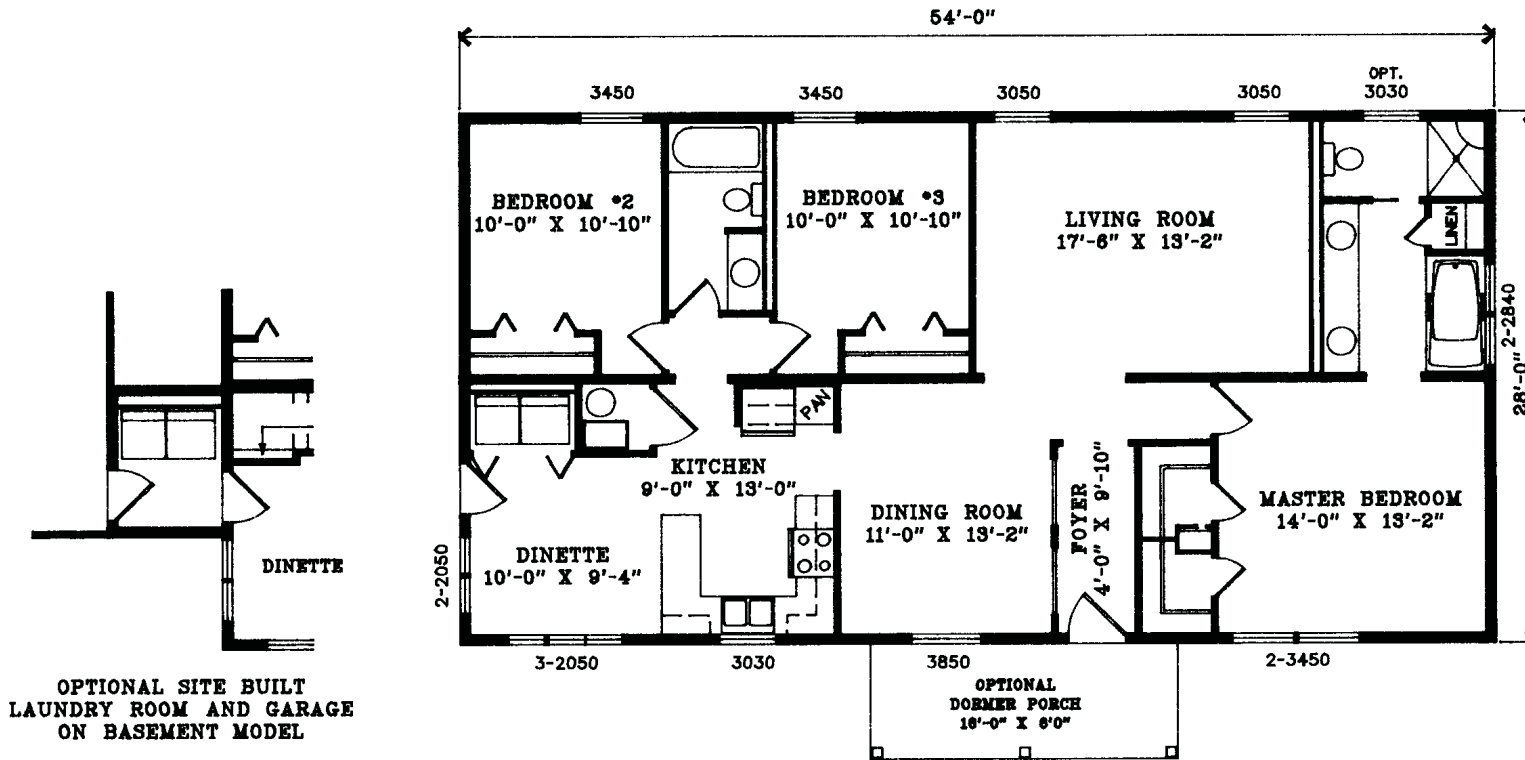 54'-0"
3450
3450
3050
3050
OPT.
3030
BEDROOM #2
10'-0" X 10'-10"
BEDROOM #3
10'-0" X 10'-10"
LIVING ROOM
17'-6" X 13'-2"
LINEN
2-2840
28'-0"
PAN
KITCHEN
9'-0" X 13'-0"
DINING ROOM
11'-0" X 13'-2"
FOYER
4'-0" X 9'-10"
MASTER BEDROOM
14'-0" X 13'-2"
DINETTE
10'-0" X 9'-4"
2-2050
DINETTE
3-2050
3030
3850
2-3450
OPTIONAL
DORMER PORCH
16'-0" X 6'0"
OPTIONAL SITE BUILT
LAUNDRY ROOM AND GARAGE
ON BASEMENT MODEL